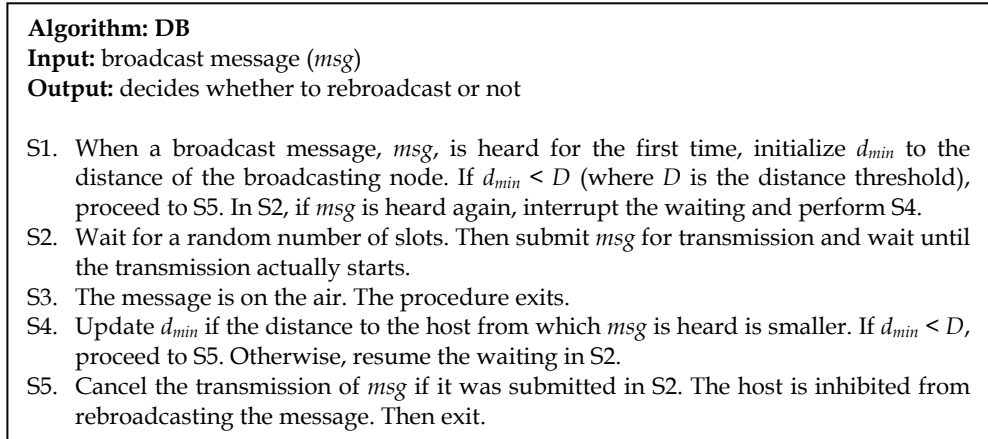 Algorithm: DB
Input: broadcast message (msg)
Output: decides whether to rebroadcast or not
S1. When a broadcast message, msg, is heard for the first time, initialize dmin to the
distance of the broadcasting node. If dmin < D (where D is the distance threshold),
proceed to S5. In S2, if msg is heard again, interrupt the waiting and perform S4.
S2. Wait for a random number of slots. Then submit msg for transmission and wait until
the transmission actually starts.
S3. The message is on the air. The procedure exits.
S4. Update dmin if the distance to the host from which msg is heard is smaller. If dmin < D,
proceed to S5. Otherwise, resume the waiting in S2.
S5. Cancel the transmission of msg if it was submitted in S2. The host is inhibited from
rebroadcasting the message. Then exit.